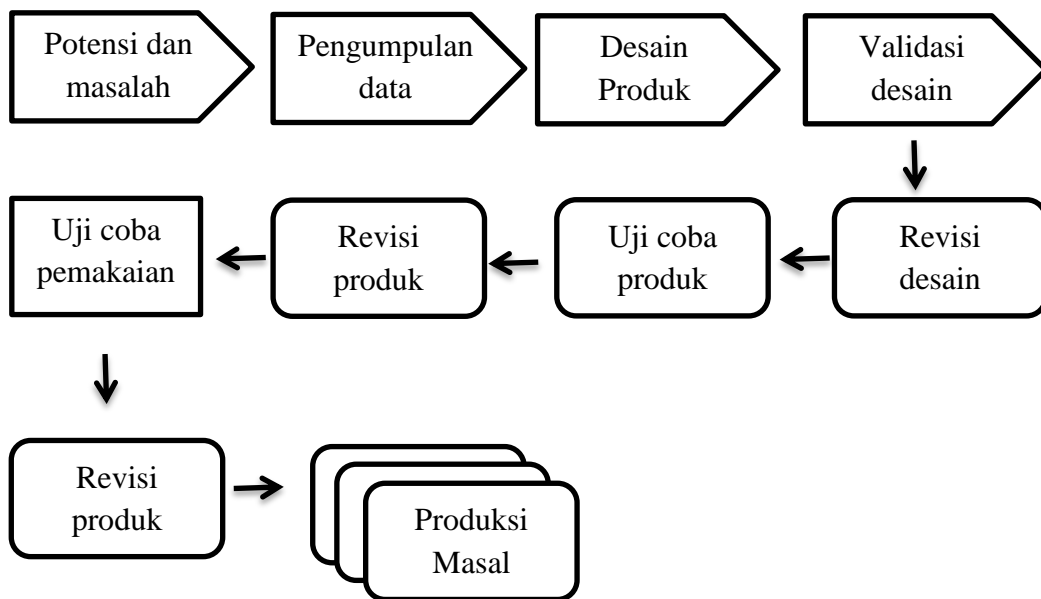 Potensi dan
masalah
Pengumpulan
data
Desain
Produk
Validasi
desain
Revisi
desain
Uji coba
produk
Revisi
produk
Uji coba
pemakaian
Revisi
produk
Produksi
Masal